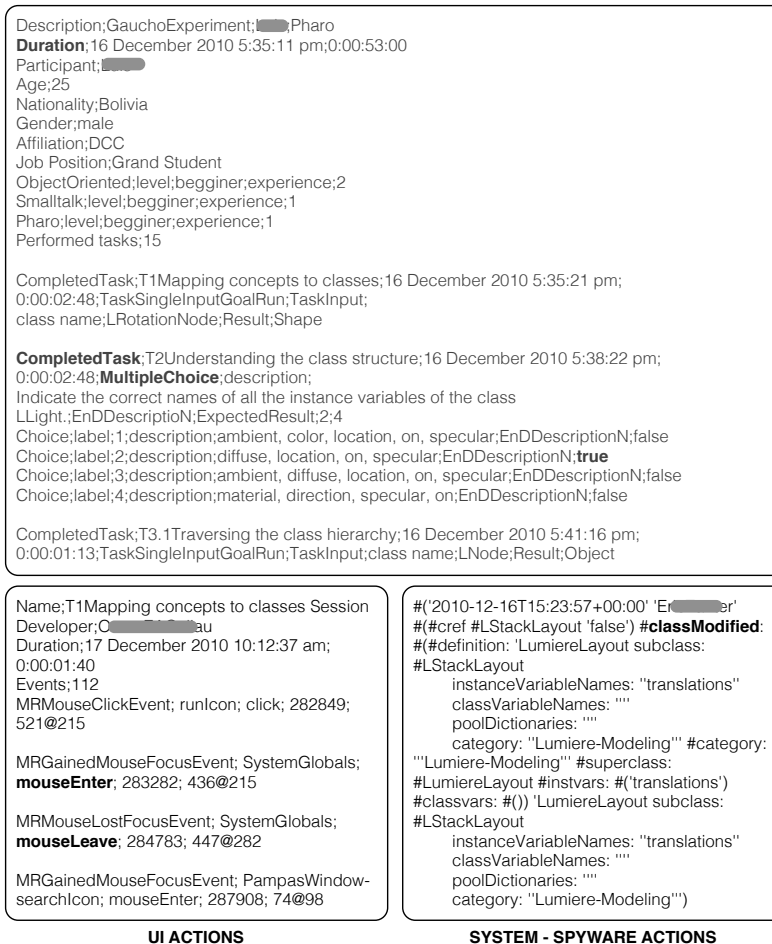 Description;GauchoExperiment; ;Pharo
Duration;16 December 2010 5:35:11 pm;0:00:53:00
Participant;
Age;25
Nationality;Bolivia
Gender;male
Affiliation;DCC
Job Position;Grand Student
ObjectOriented;level;begginer;experience;2
Smalltalk;level;begginer;experience;1
Pharo;level;begginer;experience;1
Performed tasks;15
CompletedTask;T1Mapping concepts to classes;16 December 2010 5:35:21 pm;
0:00:02:48;TaskSingleInputGoalRun;TaskInput;
class name;LRotationNode;Result;Shape
CompletedTask;T2Understanding the class structure;16 December 2010 5:38:22 pm;
0:00:02:48;MultipleChoice;description;
Indicate the correct names of all the instance variables of the class
LLight.;EnDDescriptioN;ExpectedResult;2;4
Choice;label;1;description;ambient, color, location, on, specular;EnDDescriptionN;false
Choice;label;2;description;diffuse, location, on, specular;EnDDescriptionN;true
Choice;label;3;description;ambient, diffuse, location, on, specular;EnDDescriptionN;false
Choice;label;4;description;material, direction, specular, on;EnDDescriptionN;false
CompletedTask;T3.1Traversing the class hierarchy;16 December 2010 5:41:16 pm;
0:00:01:13;TaskSingleInputGoalRun;TaskInput;class name;LNode;Result;Object
Name;T1Mapping concepts to classes Session
Developer;
Duration;17 December 2010 10:12:37 am;
0:00:01:40
Events;112
MRMouseClickEvent; runIcon; click; 282849;
521@215
MRGainedMouseFocusEvent; SystemGlobals;
mouseEnter; 283282; 436@215
MRMouseLostFocusEvent; SystemGlobals;
mouseLeave; 284783; 447@282
MRGainedMouseFocusEvent; PampasWindow-
searchIcon; mouseEnter; 287908; 74@98
UI ACTIONS
#('2010-12-16T15:23:57+00:00'
#(#cref #LStackLayout 'false') #classModified:
#(#definition: 'LumiereLayout subclass:
#LStackLayout
instanceVariableNames: ''translations''
classVariableNames: ''''
poolDictionaries: ''''
category: ''Lumiere-Modeling''' #category:
'''Lumiere-Modeling''' #superclass:
#LumiereLayout #instvars: #('translations')
#classvars: #()) 'LumiereLayout subclass:
#LStackLayout
instanceVariableNames: ''translations''
classVariableNames: ''''
poolDictionaries: ''''
category: ''Lumiere-Modeling''')
SYSTEM - SPYWARE ACTIONS